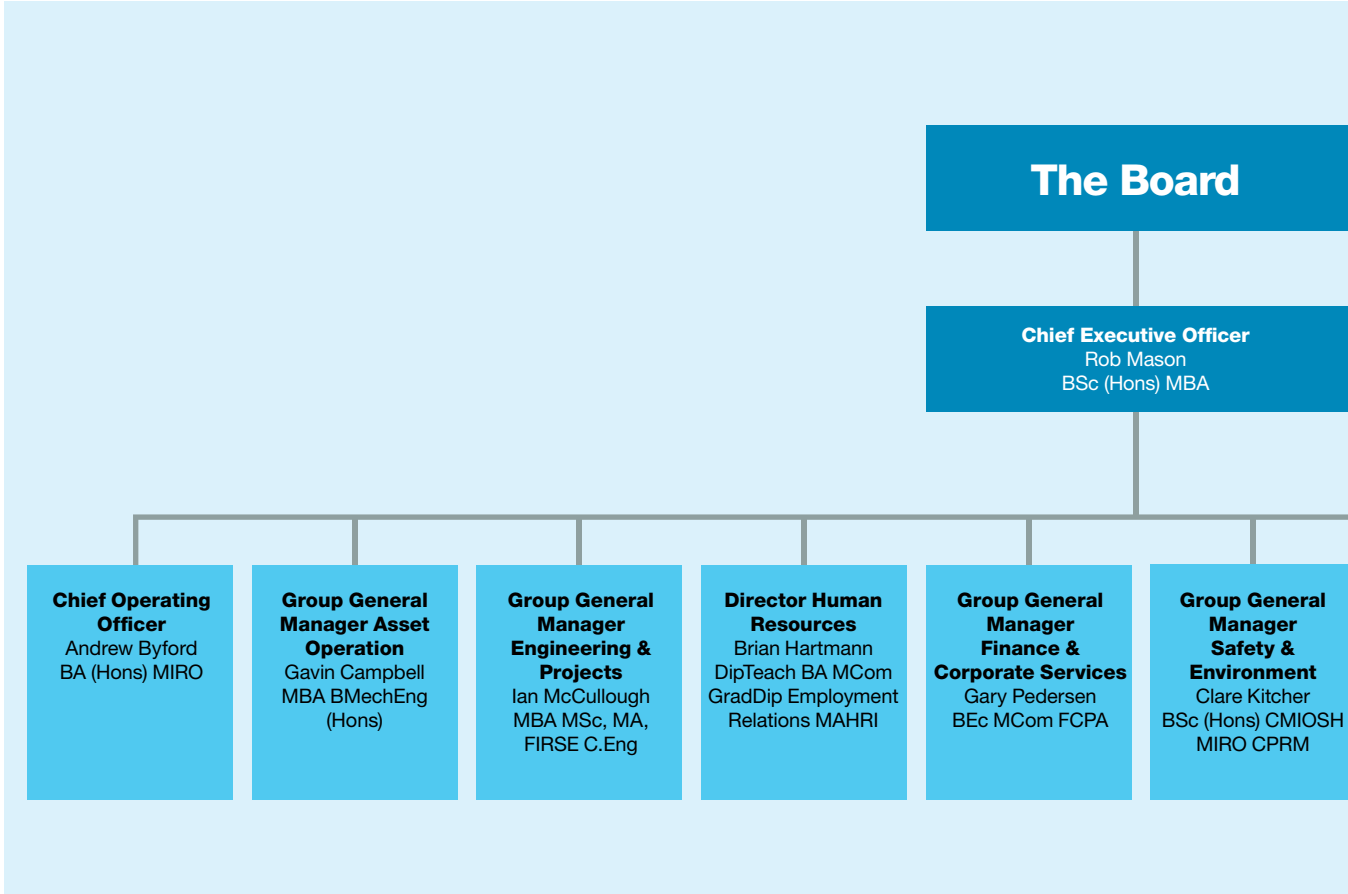 The Board
Chief Executive Officer
Rob Mason
BSc (Hons) MBA
Chief Operating
Officer
Andrew Byford
BA (Hons) MIRO
Group General
Manager Asset
Operation
Gavin Campbell
MBA BMechEng
(Hons)
Group General
Manager
Engineering &
Projects
Ian McCullough
MBA MSc, MA,
FIRSE C.Eng
Director Human
Resources
Brian Hartmann
DipTeach BA MCom
GradDip Employment
Relations MAHRI
Group General
Manager
Finance &
Corporate Services
Gary Pedersen
BEc MCom FCPA
Group General
Manager
Safety &
Environment
Clare Kitcher
BSc (Hons) CMIOSH
MIRO CPRM